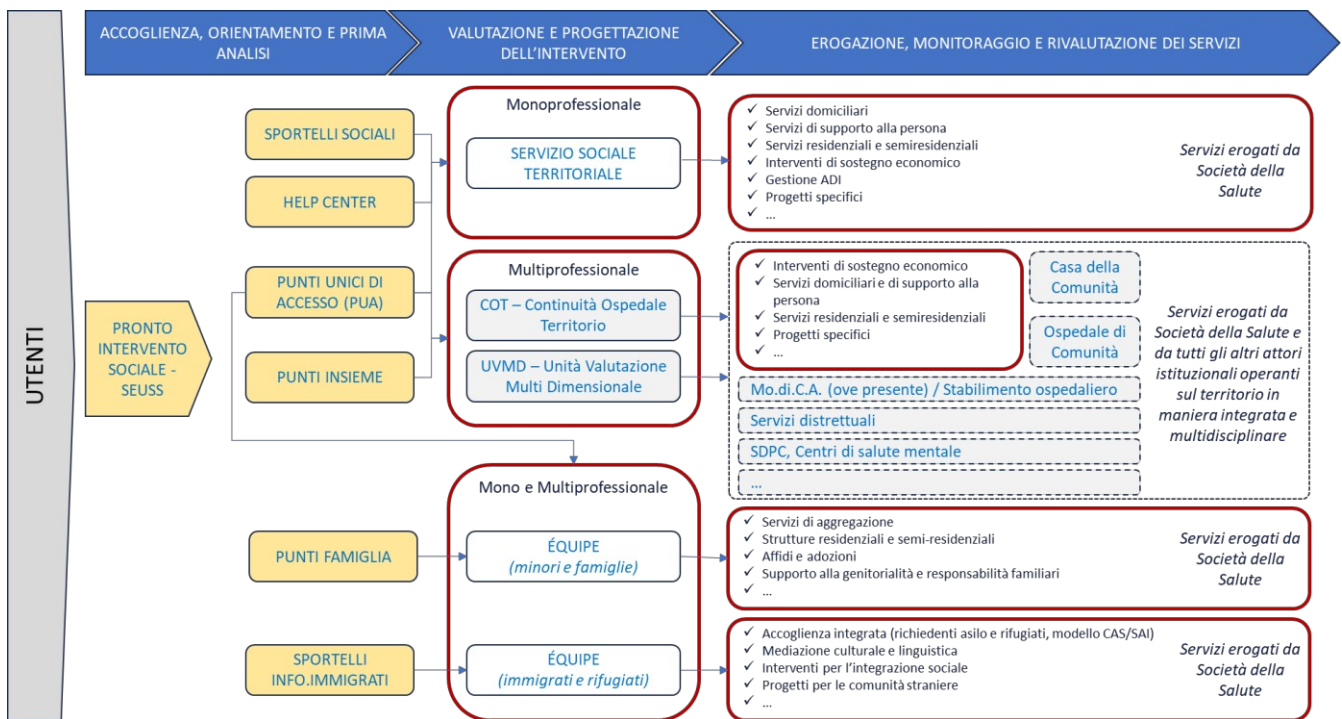 ACCOGLIENZA, ORIENTAMENTO E PRIMA
ANALISI
VALUTAZIONE E PROGETTAZIONE
DELL'INTERVENTO
EROGAZIONE, MONITORAGGIO E RIVALUTAZIONE DEI SERVIZI
UTENTI
PRONTO
INTERVENTO
SOCIALE -
SEUSS
SPORTELLI SOCIALI
HELP CENTER
PUNTI UNICI DI
ACCESSO (PUA)
PUNTI INSIEME
PUNTI FAMIGLIA
SPORTELLI
INFO.IMMIGRATI
Monoprofessionale
SERVIZIO SOCIALE
TERRITORIALE
Multiprofessionale
COT – Continuità Ospedale
Territorio
UVMD – Unità Valutazione
Multi Dimensionale
Mono e Multiprofessionale
ÉQUIPE
(minori e famiglie)
ÉQUIPE
(immigrati e rifugiati)
✓ Servizi domiciliari
✓ Servizi di supporto alla persona
✓ Servizi residenziali e semiresidenziali
✓ Interventi di sostegno economico
✓ Gestione ADI
✓ Progetti specifici
✓ ...
Servizi erogati da
Società della
Salute
✓ Interventi di sostegno economico
✓ Servizi domiciliari e di supporto alla
persona
✓ Servizi residenziali e semiresidenziali
✓ Progetti specifici
✓ ...
Casa della
Comunità
Ospedale di
Comunità
Mo.di.C.A. (ove presente) / Stabilimento ospedaliero
Servizi distrettuali
SDPC, Centri di salute mentale
...
Servizi erogati da
Società della Salute e
da tutti gli altri attori
istituzionali operanti
sul territorio in
maniera integrata e
multidisciplinare
✓ Servizi di aggregazione
✓ Strutture residenziali e semi-residenziali
✓ Affidi e adozioni
✓ Supporto alla genitorialità e responsabilità familiari
✓ ...
Servizi erogati da
Società della
Salute
✓ Accoglienza integrata (richiedenti asilo e rifugiati, modello CAS/SAI)
✓ Mediazione culturale e linguistica
✓ Interventi per l'integrazione sociale
✓ Progetti per le comunità straniere
✓ ...
Servizi erogati da
Società della
Salute